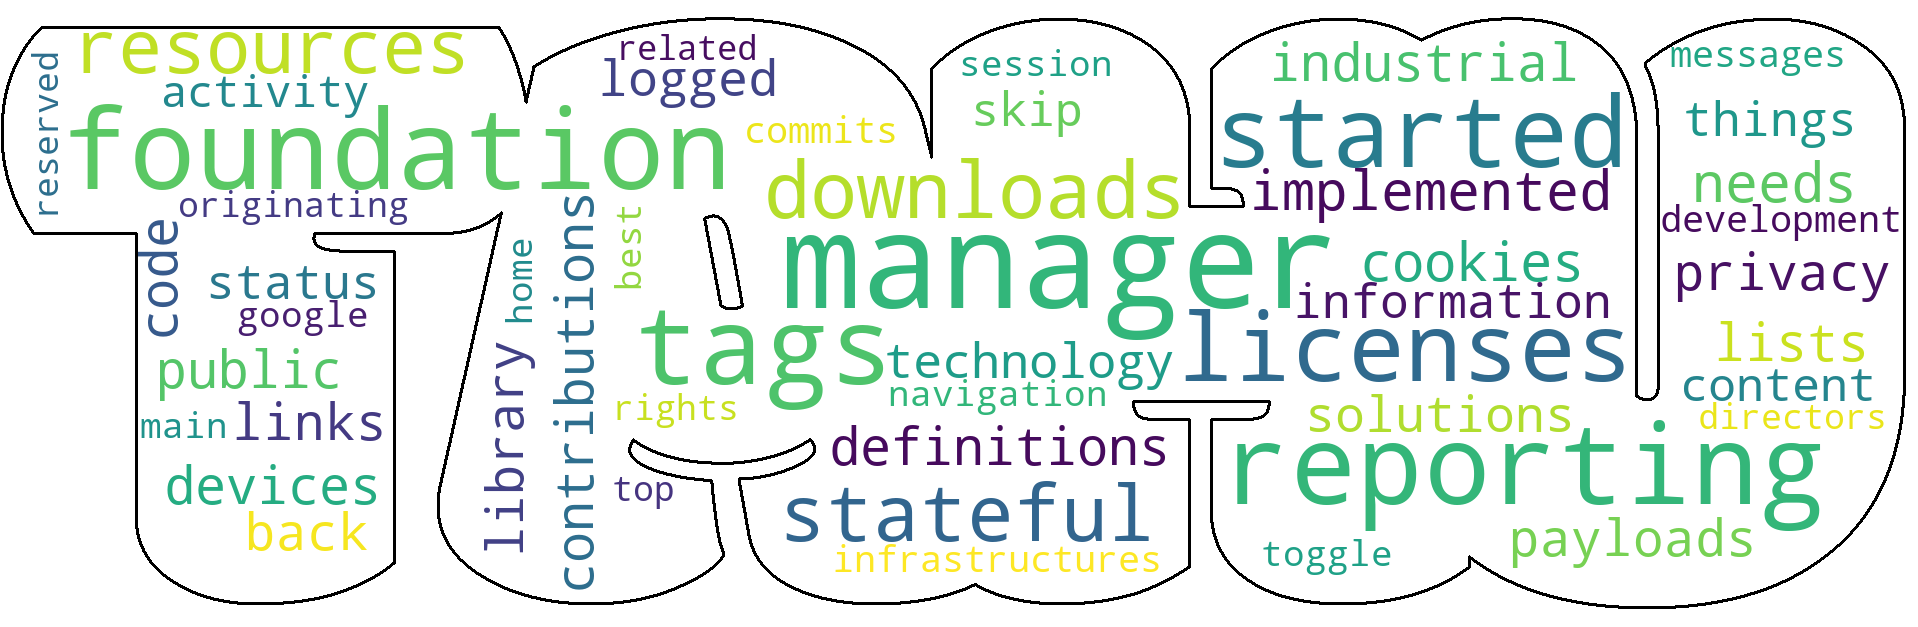 resources
related
logged
session
industrial
messages
reserved
activity
skip
started
things
foundation
commits
downloads
implemented
needs
originating
contributions
best
manager
cookies
development
code
status
home
information
privacy
google
tags
licenses
lists
public
library
technology
navigation
content
main
links
rights
definitions
solutions
directors
devices
top
stateful
reporting
back
infrastructures
toggle
payloads